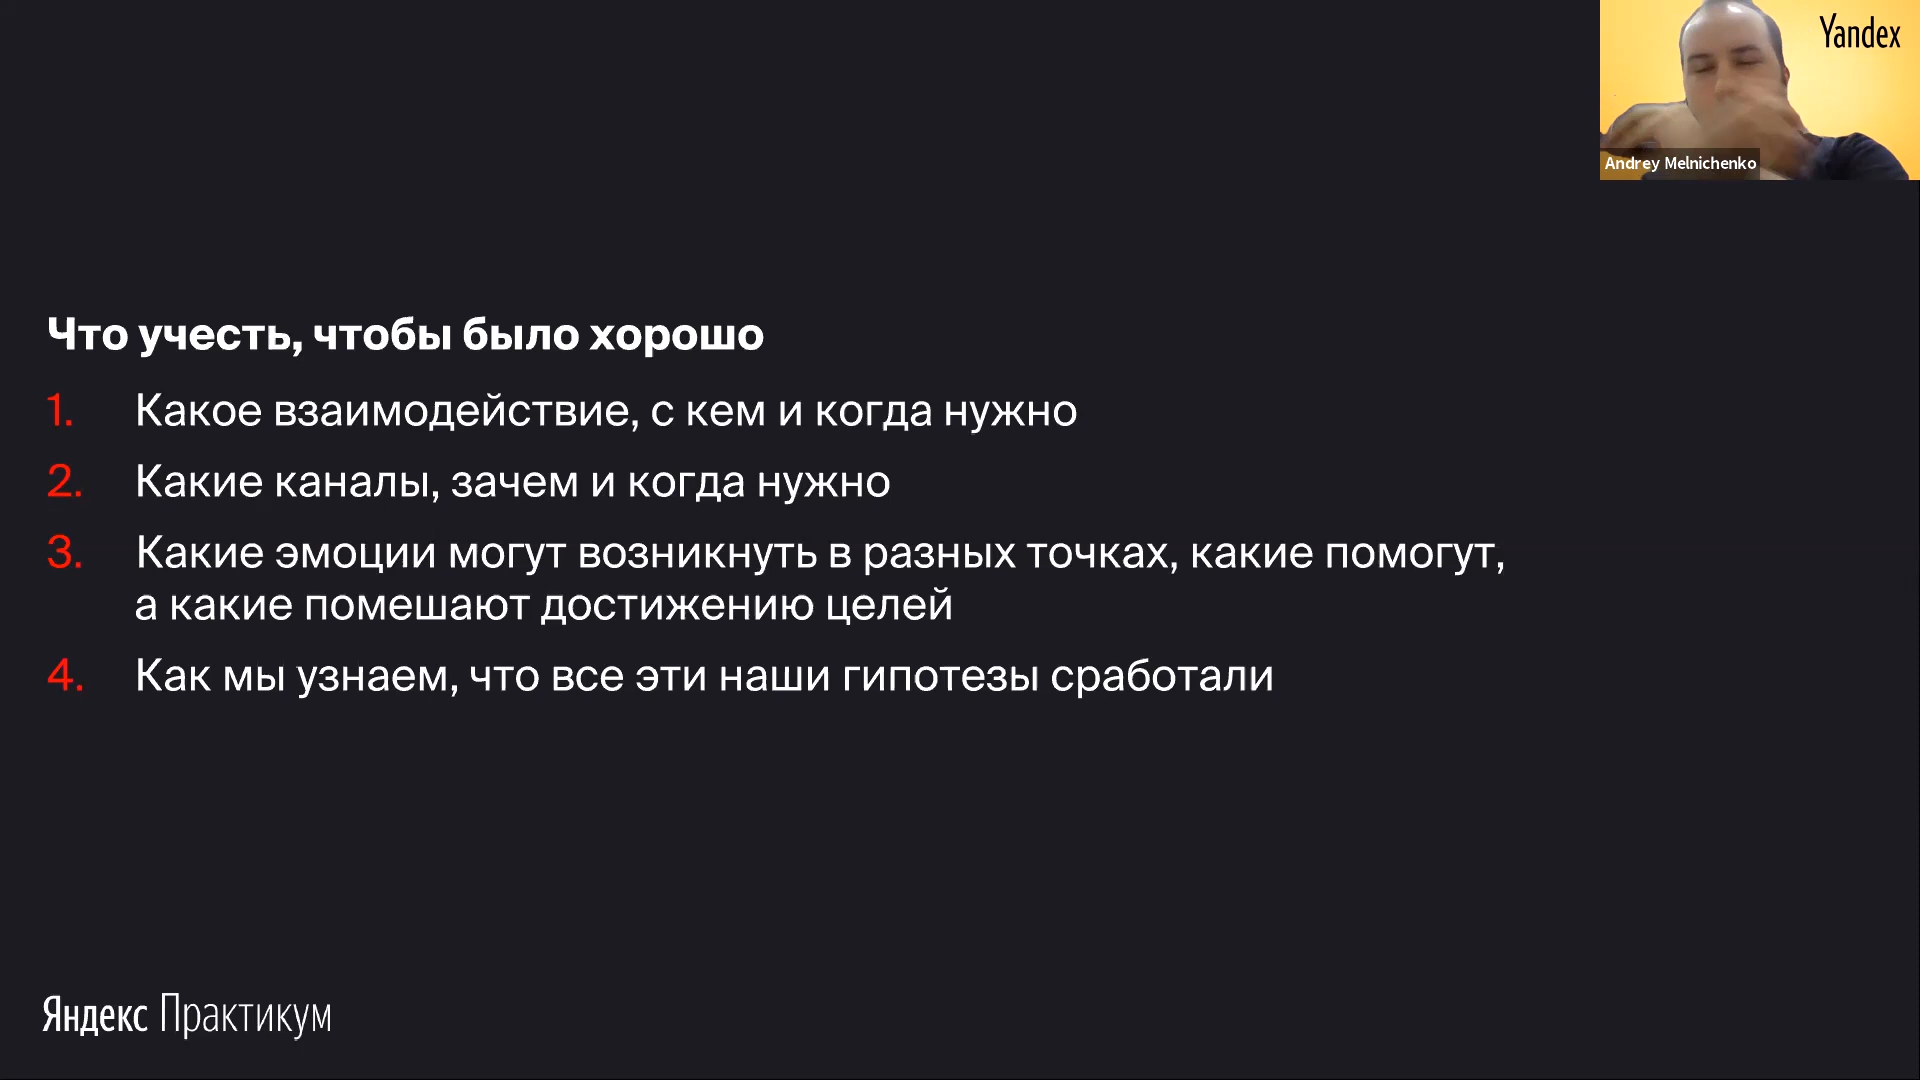 Yandex
Andrey Melnichenko
Что учесть, чтобы было хорошо
1. Какое взаимодействие, с кем и когда нужно
2. Какие каналы, зачем и когда нужно
3. Какие эмоции могут возникнуть в разных точках, какие помогут,
а какие помешают достижению целей
4. Как мы узнаем, что все эти наши гипотезы сработали
Яндекс Практикум